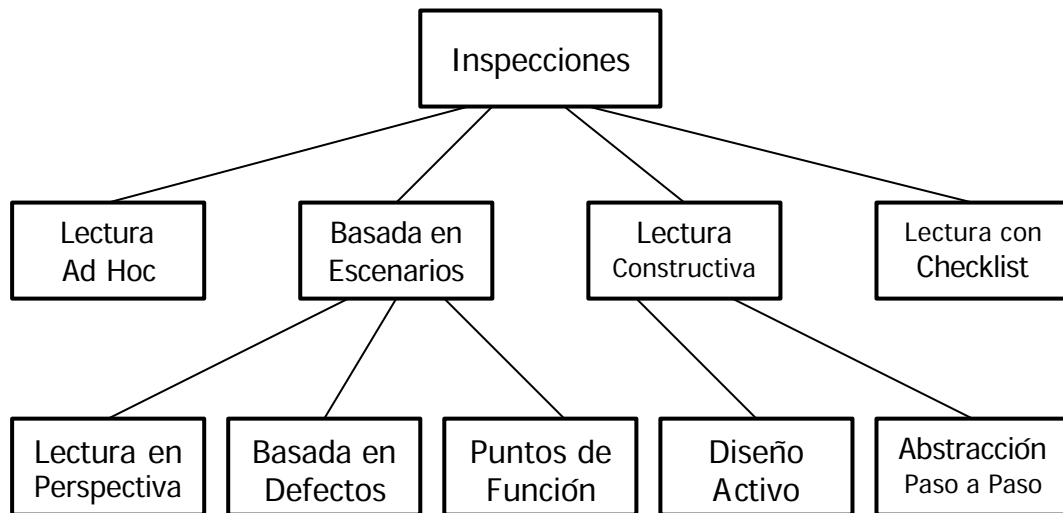 Inspecciones
Lectura
Ad Hoc
Basada en
Escenarios
Lectura
Constructiva
Lectura con
Checklist
Lectura en
Perspectiva
Basada en
Defectos
Puntos de
Función
Diseño
Activo
Abstracción
Paso a Paso